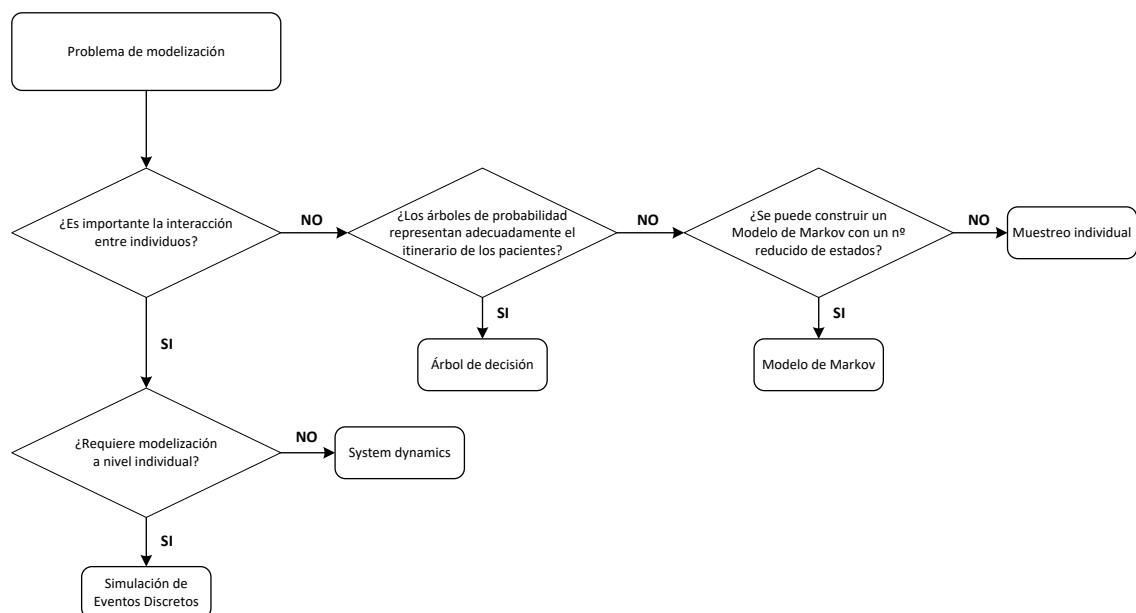 Problema de modelización
¿Es importante la interacción
entre individuos?
NO
¿Los árboles de probabilidad
representan adecuadamente el
itinerario de los pacientes?
NO
¿Se puede construir un
Modelo de Markov con un nº
reducido de estados?
NO
Muestreo individual
SI
SI
SI
Árbol de decisión
Modelo de Markov
¿Requiere modelización
a nivel individual?
NO
System dynamics
SI
Simulación de
Eventos Discretos